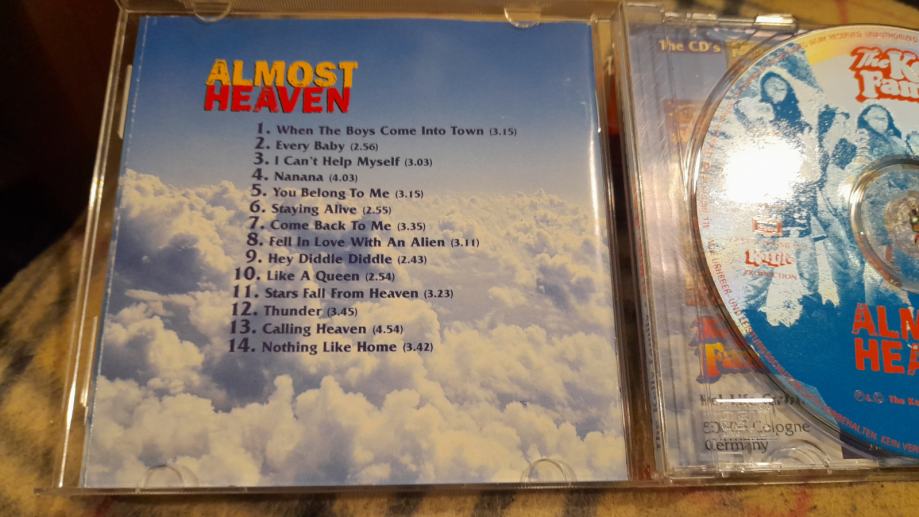 ALMOST
HEAVEN
1. When The Boys Come Into Town (3.15)
2. Every Baby (2.56)
3. I Can't Help Myself (3.03)
4. Nanana (4.03)
5. You Belong To Me (3.15)
6. Staying Alive (2.55)
7. Come Back To Me (3.35)
8. Fell In Love With An Alien (3.11)
9. Hey Diddle Diddle (2.43)
10. Like A Queen (2.54)
11. Stars Fall From Heaven (3.23)
12. Thunder (3.45)
13. Calling Heaven (4.54)
14. Nothing Like Home (3.42)
The CD's
The K
Fam
PRODUCTION
ALM
HEA
The Ke
Cologne
Germany
KEIN VER